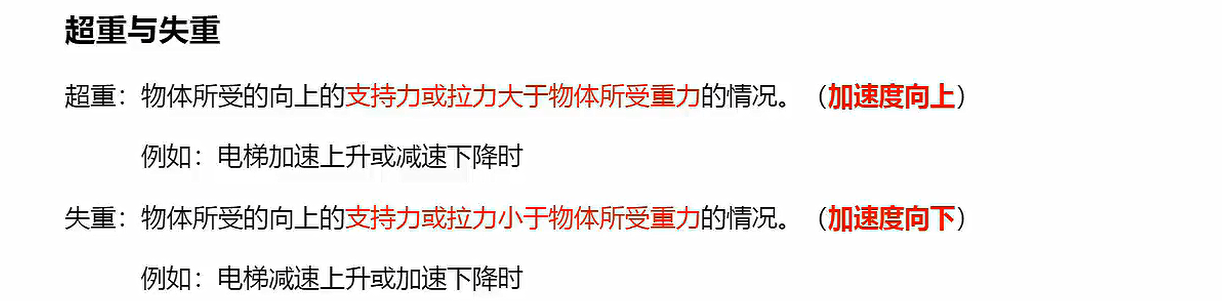 超重与失重
超重：物体所受的向上的支持力或拉力大于物体所受重力的情况。（加速度向上）
例如：电梯加速上升或减速下降时
失重：物体所受的向上的支持力或拉力小于物体所受重力的情况。（加速度向下）
例如：电梯减速上升或加速下降时